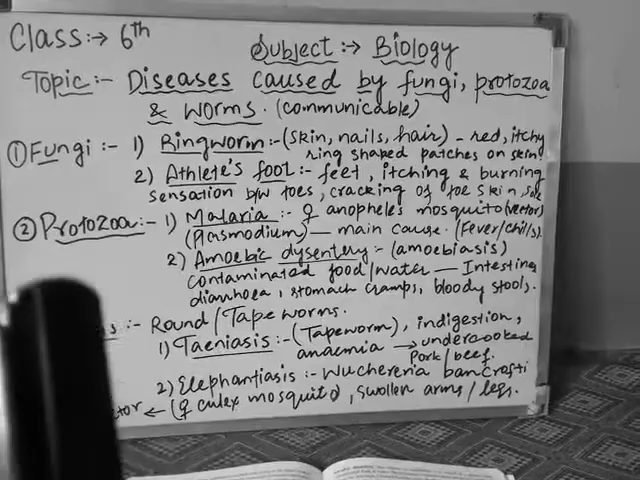 Class:→ 6th
Subject:→ Biology
Topic:- Diseases caused by fungi, protozoa
& worms. (communicable)
① Fungi:- 1) Ringworm:- (skin, nails, hair) - red, itchy
ring shaped patches on skin
2) Athlete's foot:- feet, itching & burning
sensation b/w toes, cracking of toe skin,
② Protozoa:- 1) Malaria:- ♀ anopheles mosquito (vector)
(Plasmodium) — main cause. (Fever/chills).
2) Amoebic dysentery:- (amoebiasis)
Contaminated food/water — Intestine
diarrhoea, stomach cramps, bloody stools,.
:- Round/Tape worms.
1) Taeniasis:- (Tapeworm), indigestion,
anaemia → undercooked
Pork/beef.
2) Elephantiasis:- Wuchereria bancrofti
← (♀ culex mosquito), swollen arms/legs.